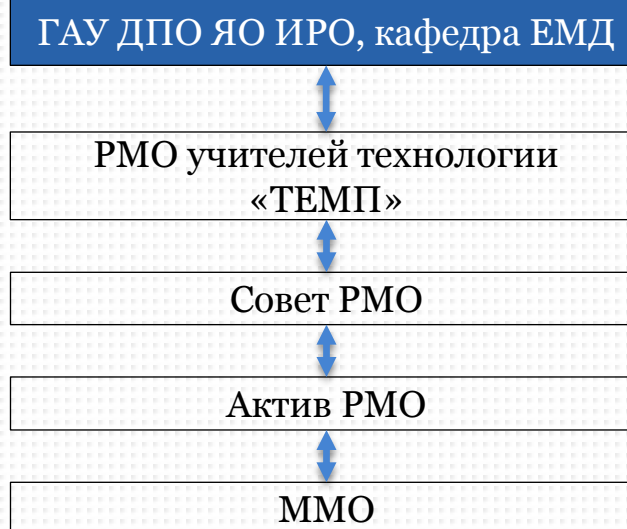 ГАУ ДПО ЯО ИРО, кафедра ЕМД
РМО учителей технологии
«ТЕМП»
Совет РМО
Актив РМО
ММО